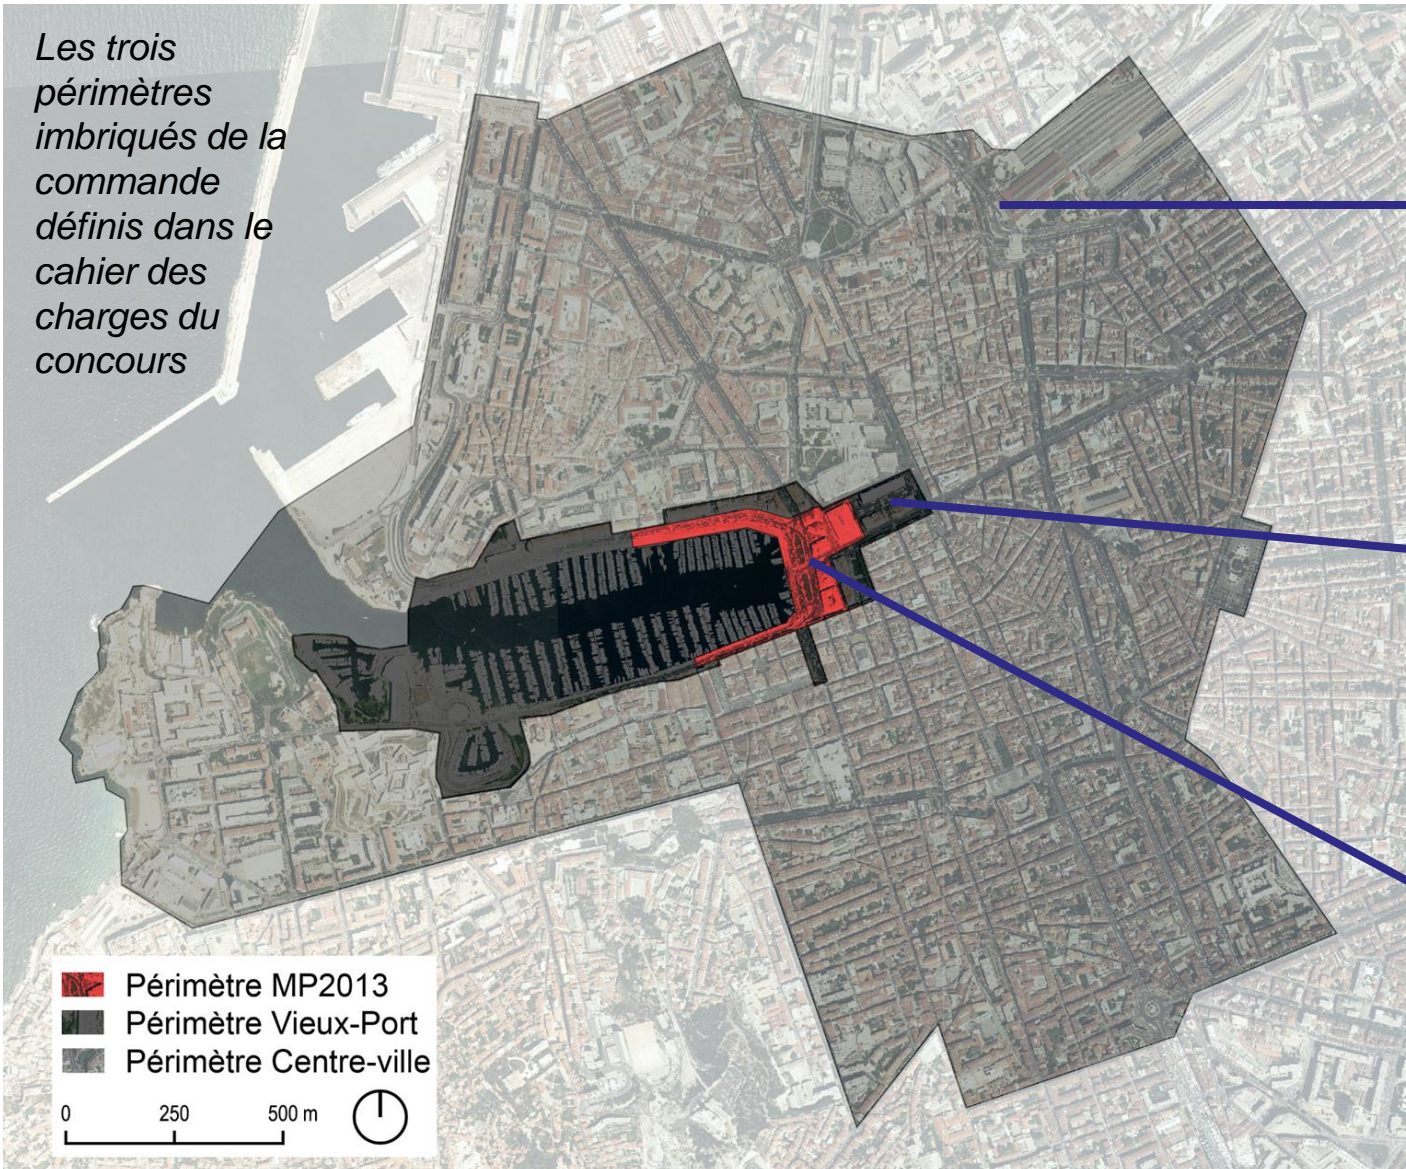 Les trois
périmètres
imbriqués de la
commande
définis dans le
cahier des
charges du
concours
Périmètre MP2013
Périmètre Vieux-Port
Périmètre Centre-ville
0 250 500 m